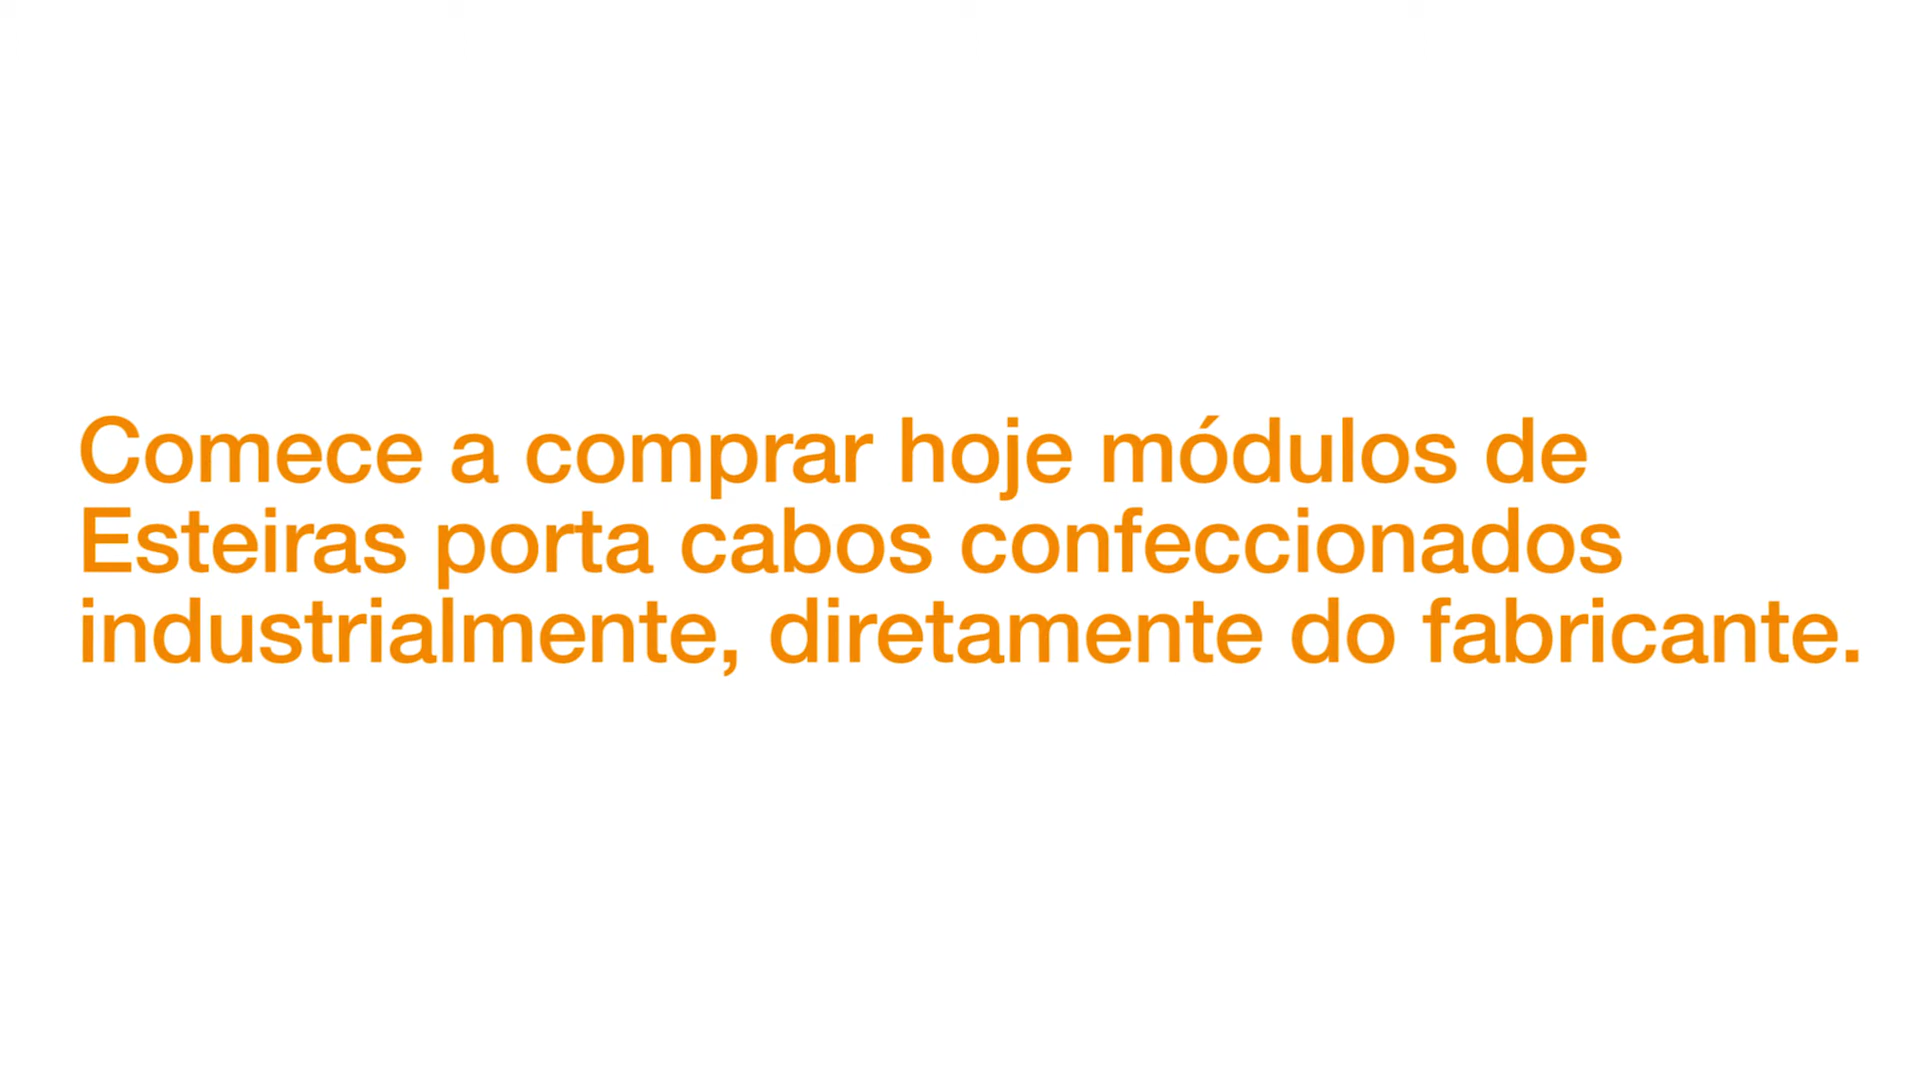 Comece a comprar hoje módulos de
Esteiras porta cabos confeccionados
industrialmente, diretamente do fabricante.